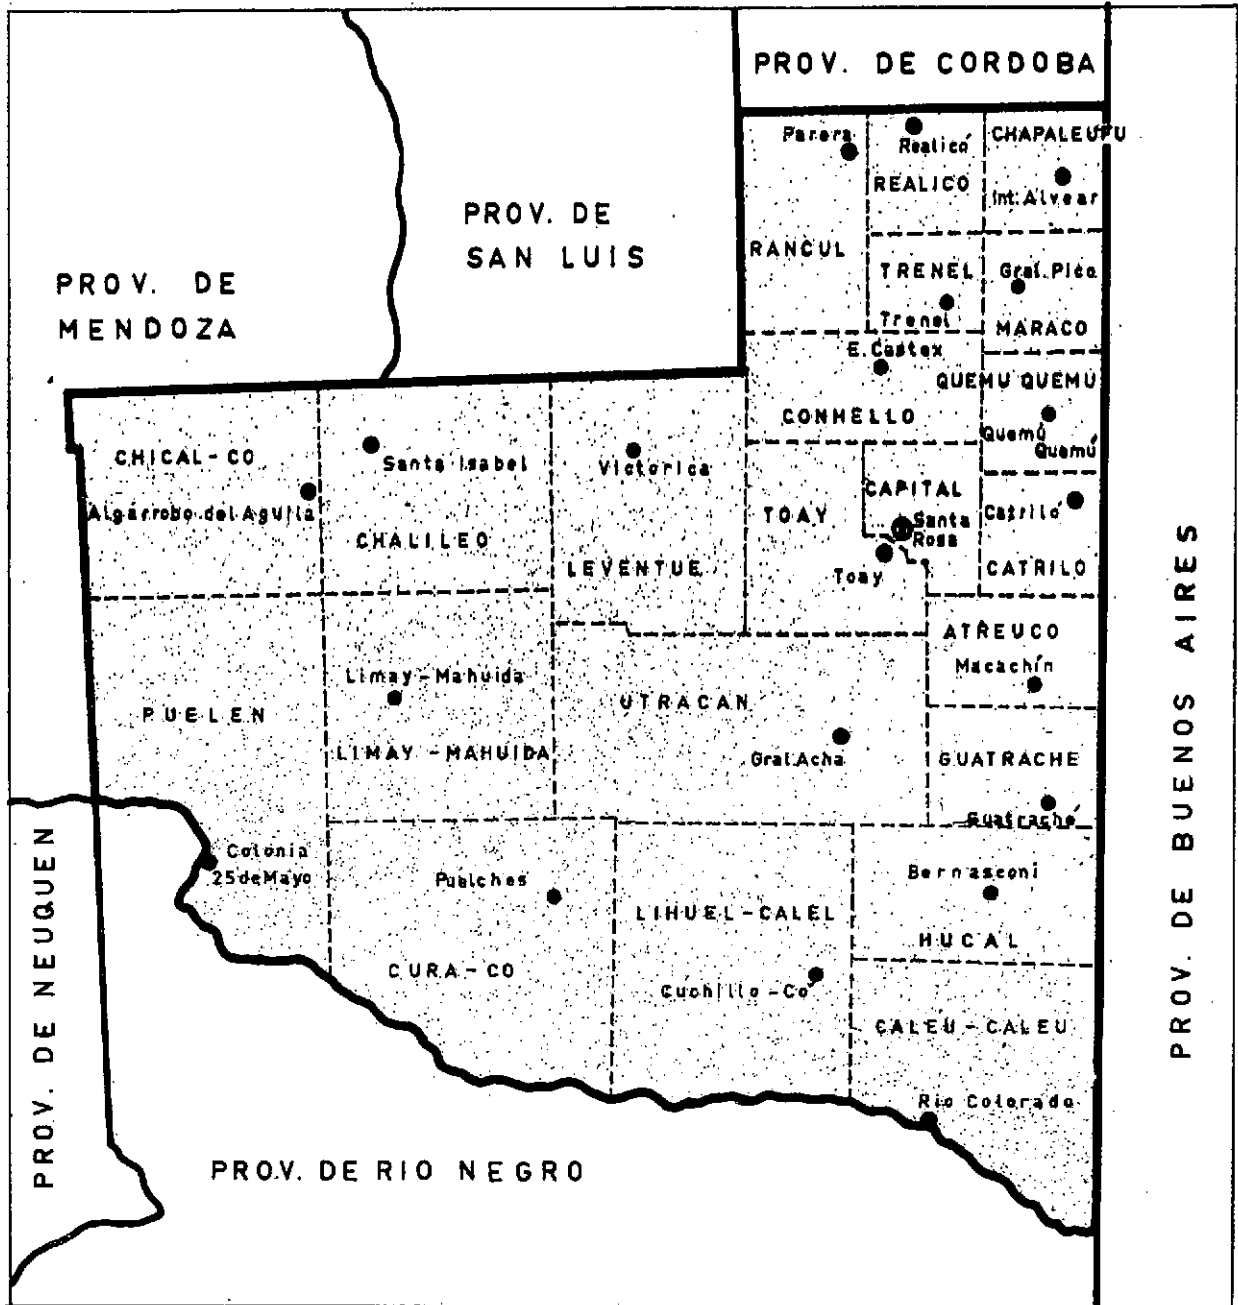 PROV. DE CORDOBA
Parera
Realicó
CHAPALEUFU
REALICO
Int. Alvear
PROV. DE
SAN LUIS
RANCUL
TRENEL
Gral. Pico
PROV. DE
MENDOZA
Trenel
MARACO
E. Castex
QUEMU QUEMÚ
CONHELLO
Quemú
Quemú
CHICAL-CO
Santa Isabel
Victorica
CAPITAL
Algarrobo del Aguila
TOAY
Santa
Rosa
Catriló
CHALILEO
LEVENTUE
Toay
CATRILO
ATREUCO
Macachín
Limay-Mahuida
UTRACAN
PUELEN
LIMAY-MAHUIDA
Gral. Acha
GUATRACHE
Guatraché
Colonia
25 de Mayo
Puelches
Bernasconi
LIHUEL-CALEL
HUCAL
CURA-CO
Cuchillo-Có
CALEU-CALEU
Rio Colorado
PROV. DE RIO NEGRO
PROV. DE NEUQUEN
PROV. DE BUENOS AIRES